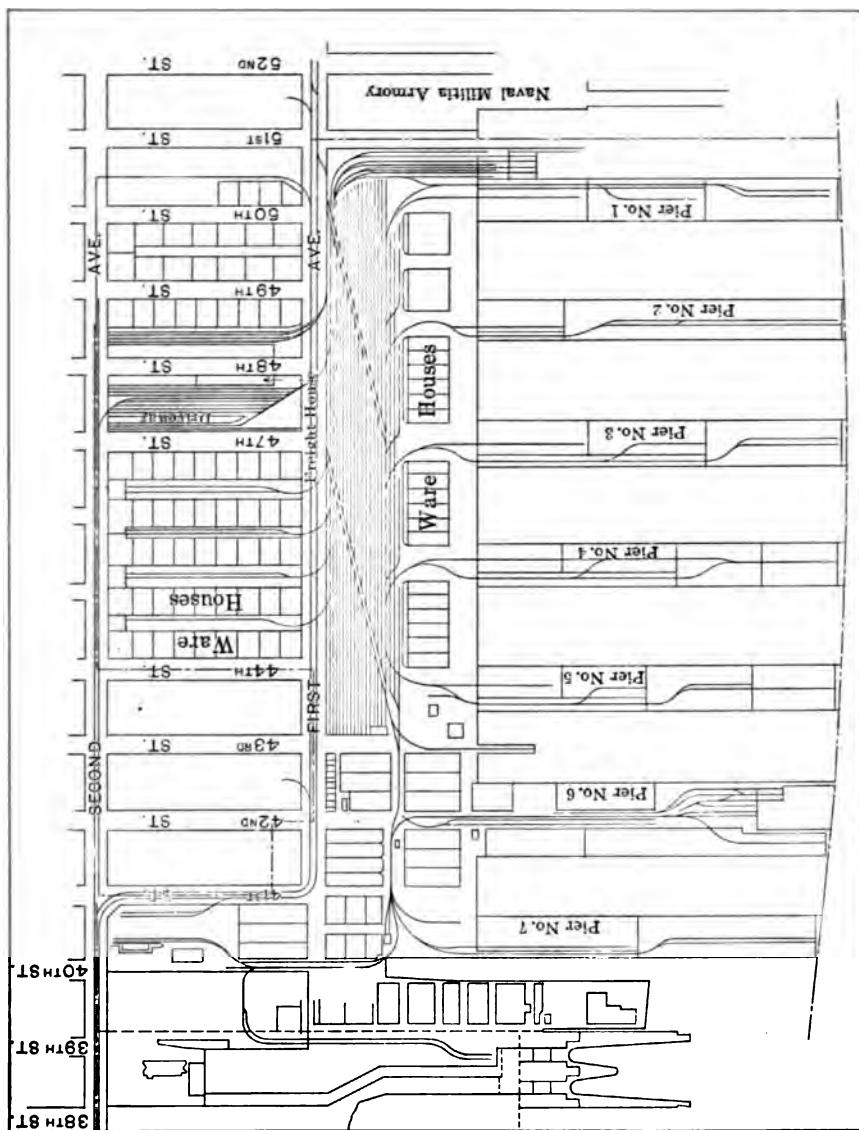 52ND ST.
Naval Militia Armory
51ST ST.
50TH ST.
Pier No. 1
AVE.
AVE.
49TH ST.
Pier No. 2
48TH ST.
Freight House
Driveway
Houses
47TH ST.
Pier No. 3
Ware
Pier No. 4
Ware
Houses
44TH ST.
Pier No. 5
FIRST
43RD ST.
SECOND
Pier No. 6
42ND ST.
41ST
Pier No. 7
40TH ST.
39TH ST.
38TH ST.